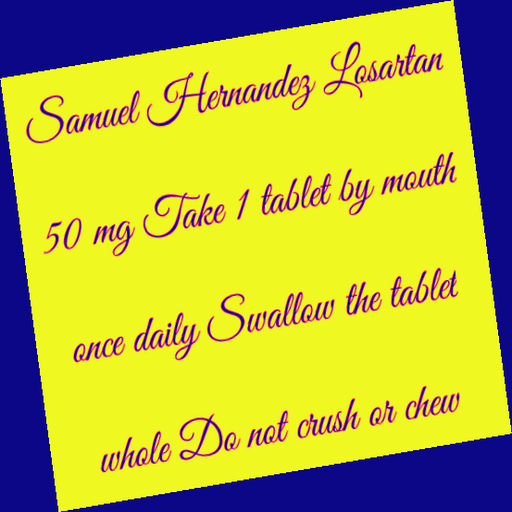 Samuel Hernandez Losartan
50 mg Take 1 tablet by mouth
once daily Swallow the tablet
whole Do not crush or chew